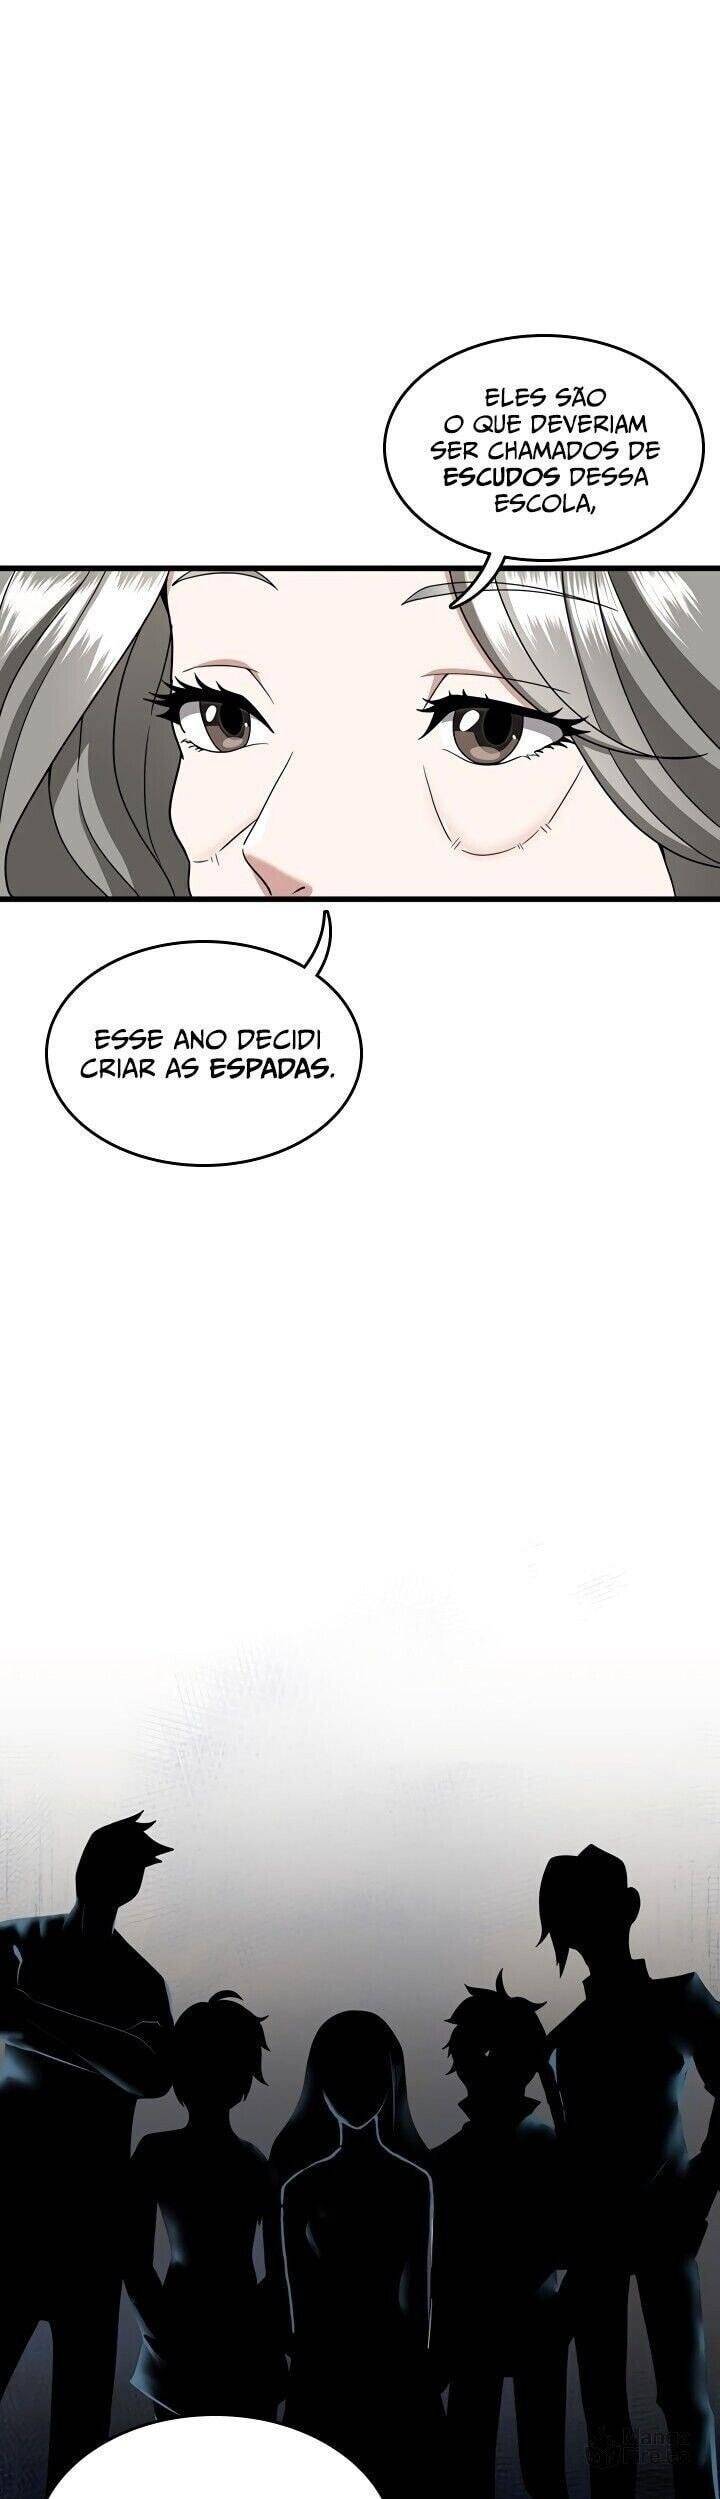 ELES SÃO
O QUE DEVERIAM
SER CHAMADOS DE
ESCUDOS DESSA
ESCOLA,
ESSE ANO DECIDI
CRIAR AS ESPADAS.